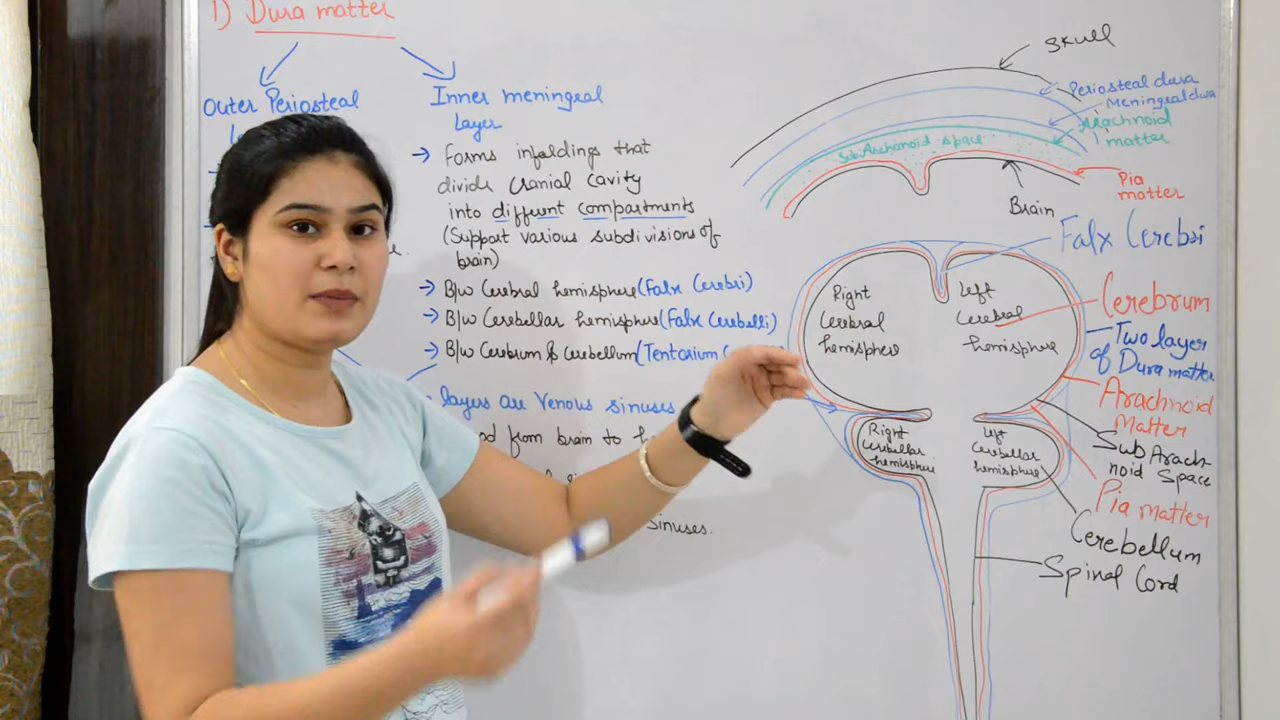 1) Dura matter
Outer Periosteal
Inner meningeal
Layer
→ Forms infoldings that
divide cranial cavity
into different compartments
(Support various subdivisions of
brain)
→ B/w Cerebral hemisphere (Falx Cerebri)
→ B/w Cerebellar hemisphere (Falx Cerebelli)
→ B/w Cerebrum & cerebellum (Tentorium
layers are Venous sinuses
from brain to
sinuses.
Skull
Periosteal dura
Meningeal dura
Arachnoid
matter
Sub Arachanoid space
Pia
matter
Brain
Falx Cerebri
Right
Cerebral
hemisphere
Left
Cerebral
hemisphere
Cerebrum
Two layer
of Dura matter
Arachnoid
Matter
Sub Arach-
noid Space
Right
Cerebellar
hemisphere
Left
Cerebellar
hemisphere
Pia matter
Cerebellum
Spinal Cord